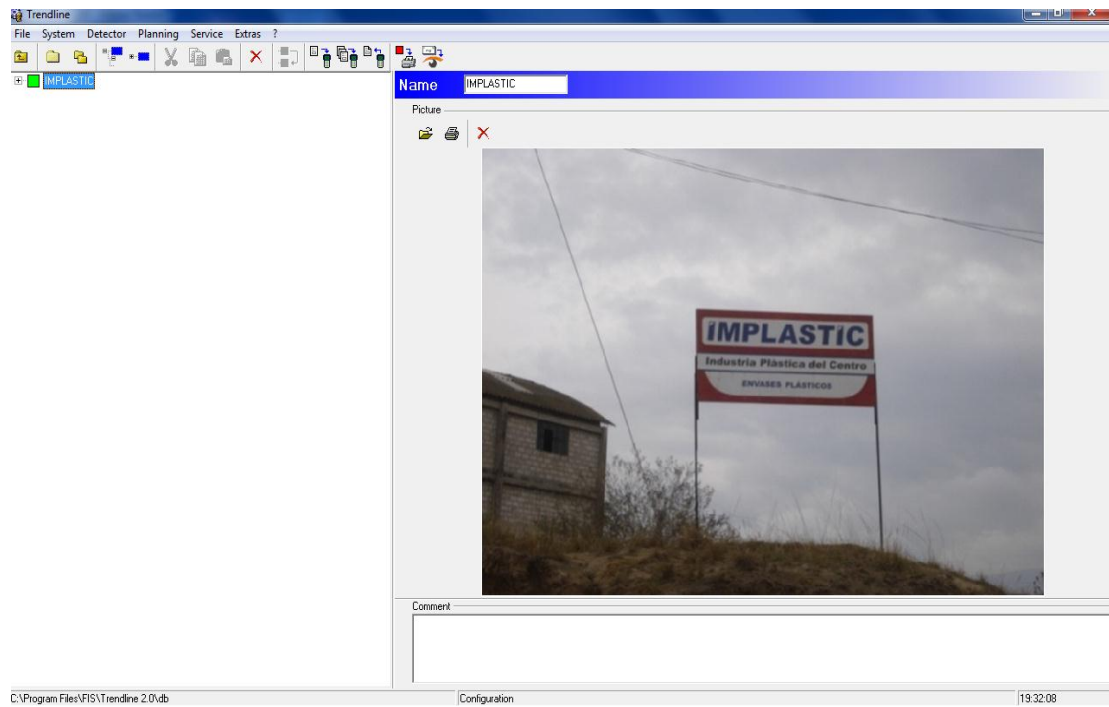 Trendline
File System Detector Planning Service Extras ?
IMPLASTIC
Name IMPLASTIC
Picture
IMPLASTIC
Industria Plástica del Centro
ENVASES PLASTICOS
Comment
C:\Program Files\FIS\Trendline 2.0\db Configuration 19:32:08